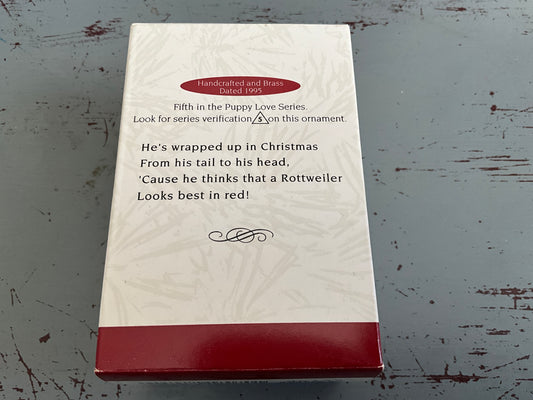 Handcrafted and Brass
Dated 1995
Fifth in the Puppy Love Series.
Look for series verification 5 on this ornament.
He's wrapped up in Christmas
From his tail to his head,
'Cause he thinks that a Rottweiler
Looks best in red!